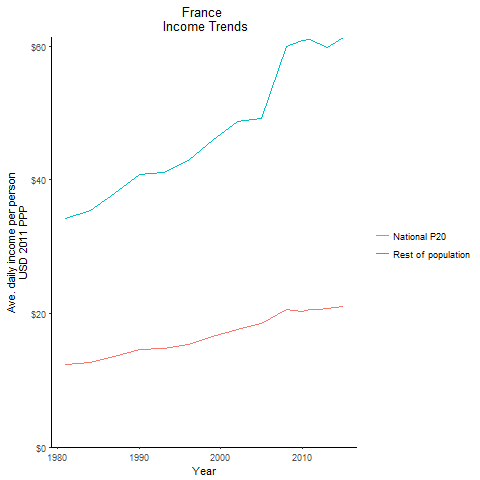 France
Income Trends
$60
$40
$20
$0
Ave. daily income per person
USD 2011 PPP
1980
1990
2000
2010
Year
National P20
Rest of population